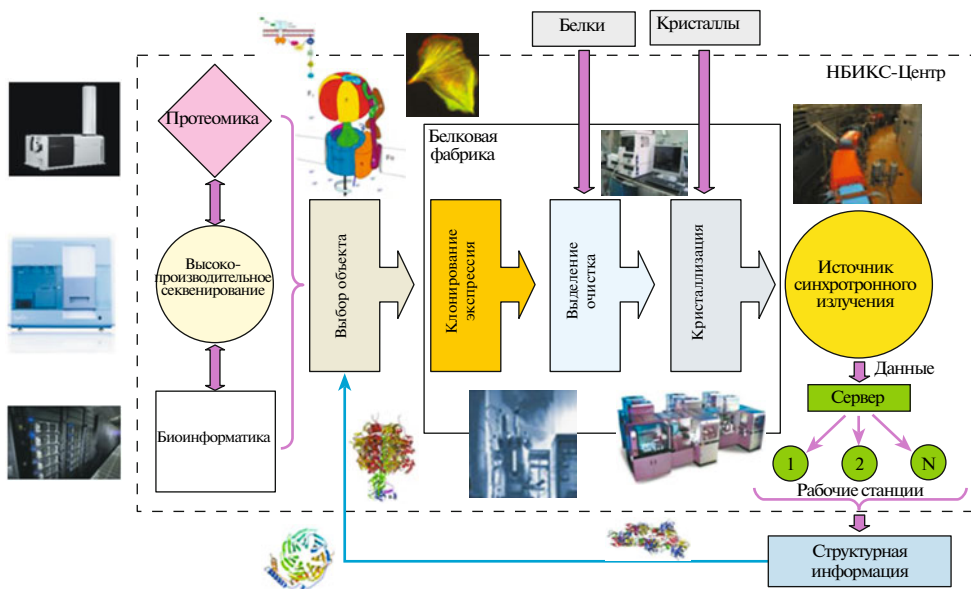 Белки
Кристаллы
НБИКС-Центр
Протеомика
Белковая
фабрика
Высоко-
производительное
секвенирование
Выбор объекта
Клонирование
экспрессия
Выделение
очистка
Кристаллизация
Источник
синхротронного
излучения
Данные
Биоинформатика
Сервер
1
2
N
Рабочие станции
Структурная
информация